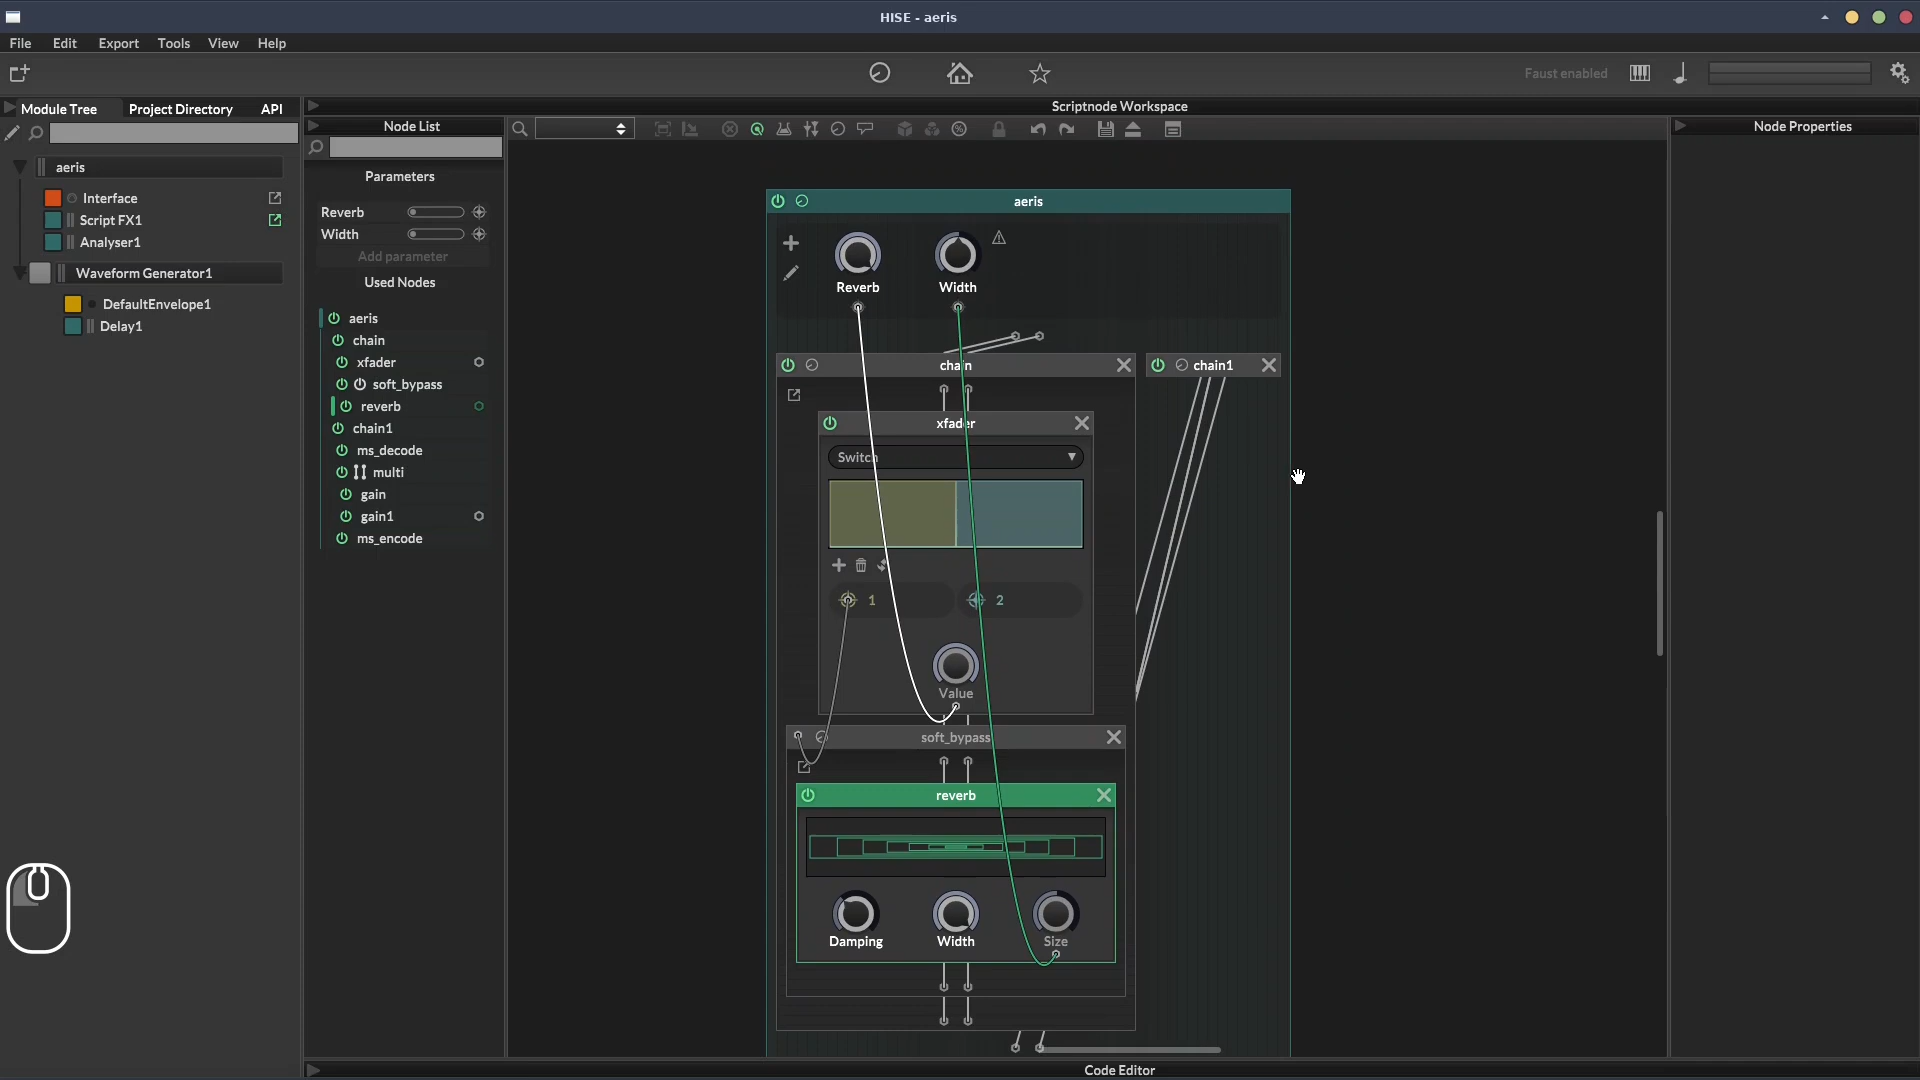 HISE - aeris
File Edit Export Tools View Help
Faust enabled
Module Tree Project Directory API
Scriptnode Workspace
Node List
Node Properties
Parameters
Reverb
Width
Add parameter
Used Nodes
aeris
Interface
Script FX1
Analyser1
Waveform Generator1
DefaultEnvelope1
Delay1
aeris
chain
xfader
soft_bypass
reverb
chain1
ms_decode
multi
gain
gain1
ms_encode
aeris
Reverb Width
chain
chain1
xfader
Switch
1 2
Value
soft_bypass
reverb
Damping Width Size
Code Editor